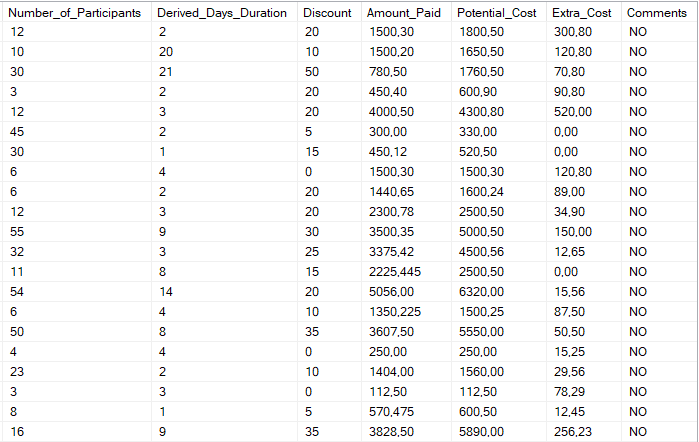 Number_of_Participants Derived_Days_Duration Discount Amount_Paid Potential_Cost Extra_Cost Comments
12 2 20 1500,30 1800,50 300,80 NO
10 20 10 1500,20 1650,50 120,80 NO
30 21 50 780,50 1760,50 70,80 NO
3 2 20 450,40 600,90 90,80 NO
12 3 20 4000,50 4300,80 520,00 NO
45 2 5 300,00 330,00 0,00 NO
30 1 15 450,12 520,50 0,00 NO
6 4 0 1500,30 1500,30 120,80 NO
6 2 20 1440,65 1600,24 89,00 NO
12 3 20 2300,78 2500,50 34,90 NO
55 9 30 3500,35 5000,50 150,00 NO
32 3 25 3375,42 4500,56 12,65 NO
11 8 15 2225,445 2500,50 0,00 NO
54 14 20 5056,00 6320,00 15,56 NO
6 4 10 1350,225 1500,25 87,50 NO
50 8 35 3607,50 5550,00 50,50 NO
4 4 0 250,00 250,00 15,25 NO
23 2 10 1404,00 1560,00 29,56 NO
3 3 0 112,50 112,50 78,29 NO
8 1 5 570,475 600,50 12,45 NO
16 9 35 3828,50 5890,00 256,23 NO